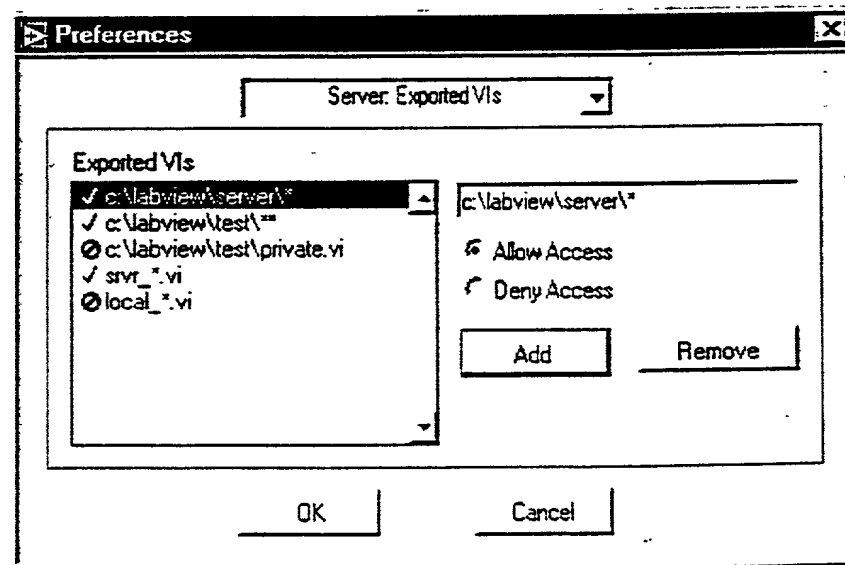 Preferences
Server: Exported VIs
Exported VIs
c:\labview\server\*
c:\labview\test\**
c:\labview\test\private.vi
srvr_*.vi
local_*.vi
c:\labview\server\*
Allow Access
Deny Access
Add Remove
OK Cancel